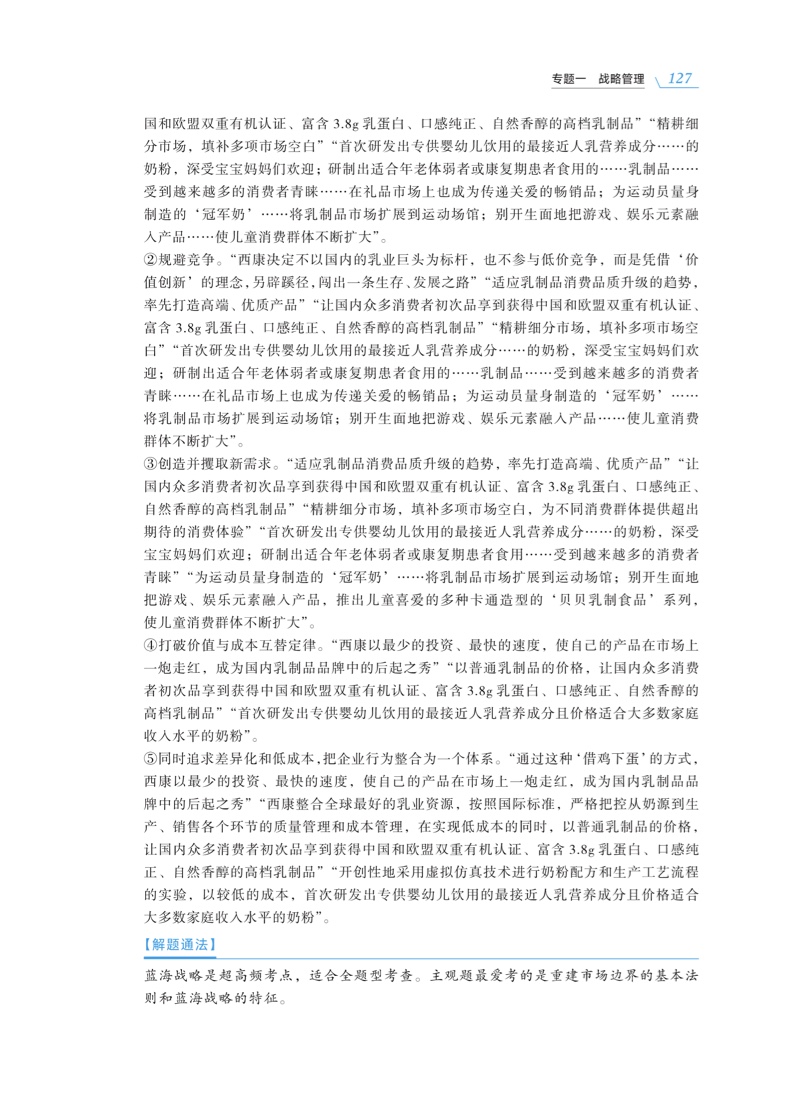 专题一　战略管理　127
国和欧盟双重有机认证、富含 3.8g 乳蛋白、口感纯正、自然香醇的高档乳制品”“精耕细
分市场，填补多项市场空白”“首次研发出专供婴幼儿饮用的最接近人乳营养成分……的
奶粉，深受宝宝妈妈们欢迎；研制出适合年老体弱者或康复期患者食用的……乳制品……
受到越来越多的消费者青睐……在礼品市场上也成为传递关爱的畅销品；为运动员量身
制造的‘冠军奶’……将乳制品市场扩展到运动场馆；别开生面地把游戏、娱乐元素融
入产品……使儿童消费群体不断扩大”。
②规避竞争。“西康决定不以国内的乳业巨头为标杆，也不参与低价竞争，而是凭借‘价
值创新’的理念，另辟蹊径，闯出一条生存、发展之路”“适应乳制品消费品质升级的趋势，
率先打造高端、优质产品”“让国内众多消费者初次品享到获得中国和欧盟双重有机认证、
富含 3.8g 乳蛋白、口感纯正、自然香醇的高档乳制品”“精耕细分市场，填补多项市场空
白”“首次研发出专供婴幼儿饮用的最接近人乳营养成分……的奶粉，深受宝宝妈妈们欢
迎；研制出适合年老体弱者或康复期患者食用的……乳制品……受到越来越多的消费者
青睐……在礼品市场上也成为传递关爱的畅销品；为运动员量身制造的‘冠军奶’……
将乳制品市场扩展到运动场馆；别开生面地把游戏、娱乐元素融入产品……使儿童消费
群体不断扩大”。
③创造并攫取新需求。“适应乳制品消费品质升级的趋势，率先打造高端、优质产品”“让
国内众多消费者初次品享到获得中国和欧盟双重有机认证、富含 3.8g 乳蛋白、口感纯正、
自然香醇的高档乳制品”“精耕细分市场，填补多项市场空白，为不同消费群体提供超出
期待的消费体验”“首次研发出专供婴幼儿饮用的最接近人乳营养成分……的奶粉，深受
宝宝妈妈们欢迎；研制出适合年老体弱者或康复期患者食用……受到越来越多的消费者
青睐”“为运动员量身制造的‘冠军奶’……将乳制品市场扩展到运动场馆；别开生面地
把游戏、娱乐元素融入产品，推出儿童喜爱的多种卡通造型的‘贝贝乳制食品’系列，
使儿童消费群体不断扩大”。
④打破价值与成本互替定律。“西康以最少的投资、最快的速度，使自己的产品在市场上
一炮走红，成为国内乳制品品牌中的后起之秀”“以普通乳制品的价格，让国内众多消费
者初次品享到获得中国和欧盟双重有机认证、富含 3.8g 乳蛋白、口感纯正、自然香醇的
高档乳制品”“首次研发出专供婴幼儿饮用的最接近人乳营养成分且价格适合大多数家庭
收入水平的奶粉”。
⑤同时追求差异化和低成本，把企业行为整合为一个体系。“通过这种‘借鸡下蛋’的方式，
西康以最少的投资、最快的速度，使自己的产品在市场上一炮走红，成为国内乳制品品
牌中的后起之秀”“西康整合全球最好的乳业资源，按照国际标准，严格把控从奶源到生
产、销售各个环节的质量管理和成本管理，在实现低成本的同时，以普通乳制品的价格，
让国内众多消费者初次品享到获得中国和欧盟双重有机认证、富含 3.8g 乳蛋白、口感纯
正、自然香醇的高档乳制品”“开创性地采用虚拟仿真技术进行奶粉配方和生产工艺流程
的实验，以较低的成本，首次研发出专供婴幼儿饮用的最接近人乳营养成分且价格适合
大多数家庭收入水平的奶粉”。
【解题通法】
蓝海战略是超高频考点，适合全题型考查。主观题最爱考的是重建市场边界的基本法
则和蓝海战略的特征。